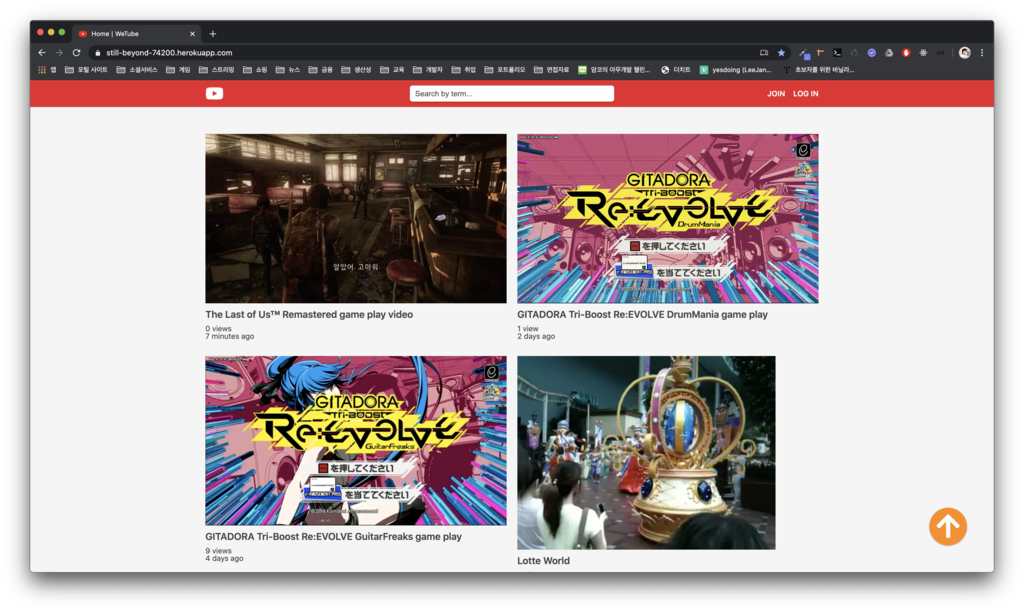 Home | WeTube
still-beyond-74200.herokuapp.com
앱 포털 사이트 소셜서비스 게임 스트리밍 쇼핑 뉴스 금융 생산성 교육 개발자 취업 포트폴리오 면접자료 암코의 아무개발 챌린... 더치트 yesdoing (LeeJan... 초보자를 위한 바닐라...
Search by term...
JOIN LOG IN
알았어. 고마워.
GITADORA
Tri-BOOST
Re:EVOLVE
DrumMania
を押してください
を当ててください
The Last of Us™ Remastered game play video
0 views
7 minutes ago
GITADORA Tri-Boost Re:EVOLVE DrumMania game play
1 view
2 days ago
GITADORA
Tri-BOOST
Re:EVOLVE
GuitarFreaks
を押してください
を当ててください
GITADORA Tri-Boost Re:EVOLVE GuitarFreaks game play
9 views
4 days ago
Lotte World